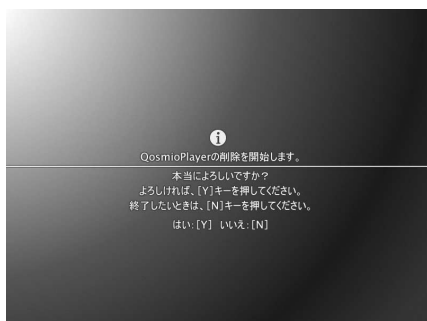 QosmioPlayerの削除を開始します。
本当によろしいですか？
よろしければ、[Y]キーを押してください。
終了したいときは、[N]キーを押してください。
はい：[Y] いいえ：[N]